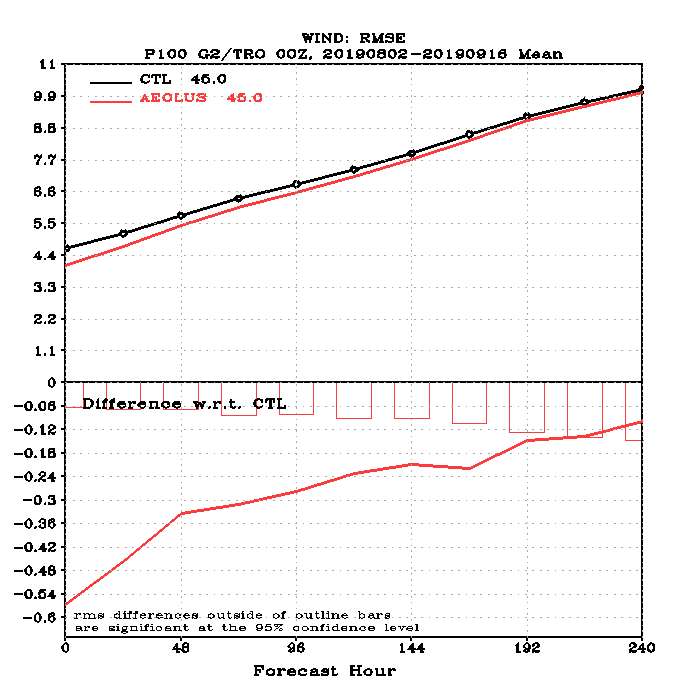 WIND: RMSE
P100 G2/TRO 00Z, 20190802-20190916 Mean
11
CTL 46.0
AEOLUS 46.0
9.9
8.8
7.7
6.6
5.5
4.4
3.3
2.2
1.1
0
Difference w.r.t. CTL
-0.06
-0.12
-0.18
-0.24
-0.3
-0.36
-0.42
-0.48
-0.54
-0.6
rms differences outside of outline bars
are significant at the 95% confidence level
0 48 96 144 192 240
Forecast Hour